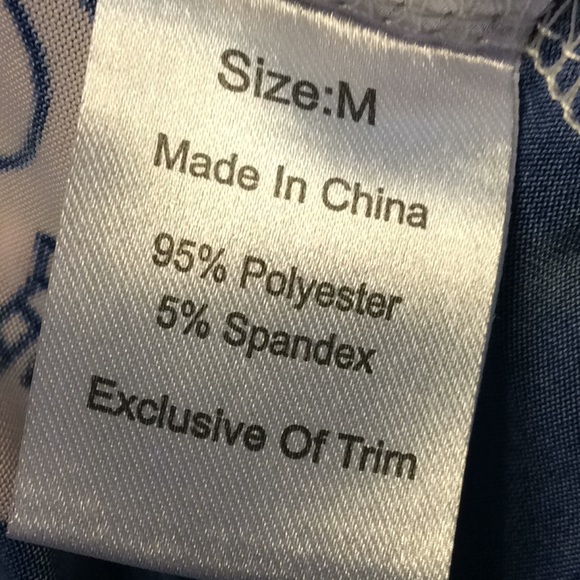 Size:M
Made In China
95% Polyester
5% Spandex
Exclusive Of Trim